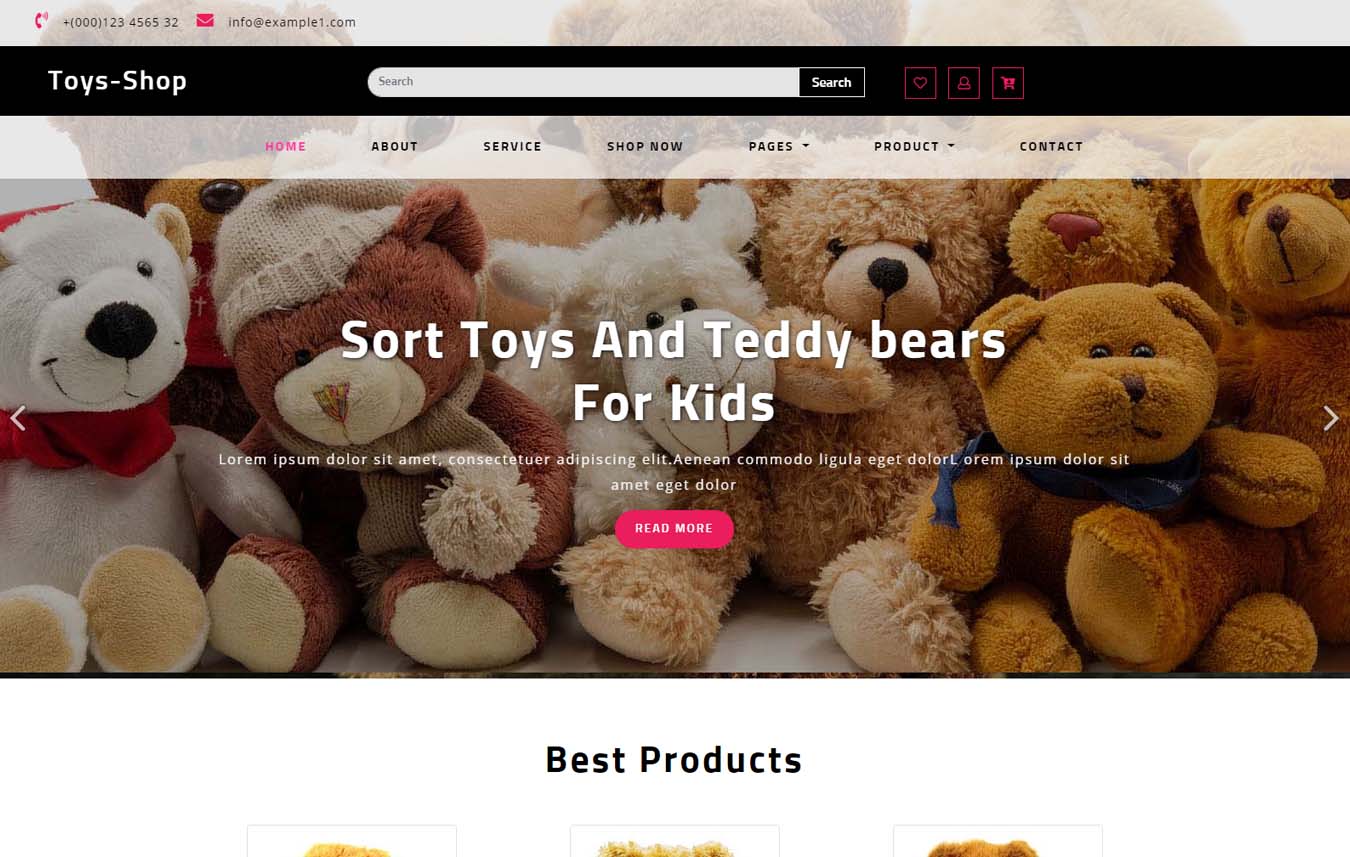 +(000)123 4565 32 info@example1.com
Toys-Shop
Search Search
HOME ABOUT SERVICE SHOP NOW PAGES PRODUCT CONTACT
Sort Toys And Teddy bears
For Kids
Lorem ipsum dolor sit amet, consectetuer adipiscing elit.Aenean commodo ligula eget dolorL orem ipsum dolor sit
amet eget dolor
READ MORE
Best Products